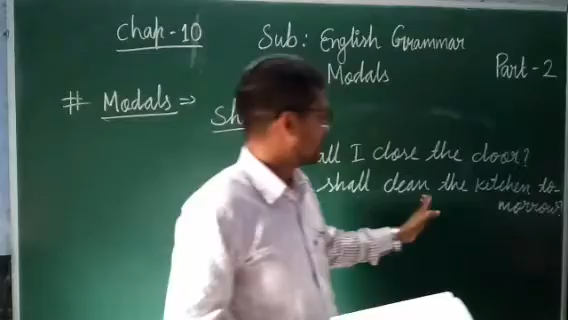 Chap-10
Sub: English Grammar
Modals
Part-2
# Modals ⇒
Sh
all I close the door?
shall clean the kitchen to-
morrow?